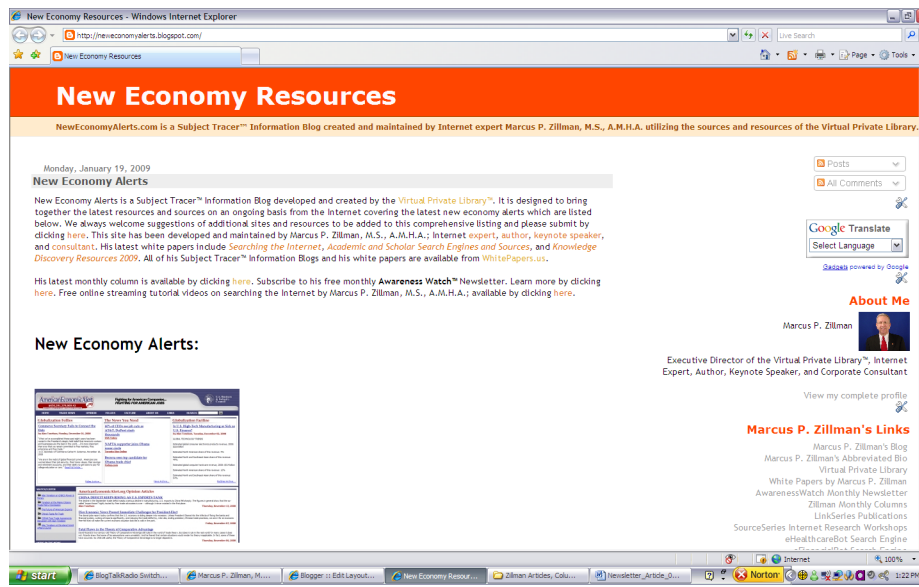 New Economy Resources - Windows Internet Explorer
http://neweconomyalerts.blogspot.com/
Live Search
New Economy Resources
Page
Tools
New Economy Resources
NewEconomyAlerts.com is a Subject Tracer™ Information Blog created and maintained by Internet expert Marcus P. Zillman, M.S., A.M.H.A. utilizing the sources and resources of the Virtual Private Library.
Monday, January 19, 2009
New Economy Alerts
New Economy Alerts is a Subject Tracer™ Information Blog developed and created by the Virtual Private Library™. It is designed to bring
together the latest resources and sources on an ongoing basis from the Internet covering the latest new economy alerts which are listed
below. We always welcome suggestions of additional sites and resources to be added to this comprehensive listing and please submit by
clicking here. This site has been developed and maintained by Marcus P. Zillman, M.S., A.M.H.A.; Internet expert, author, keynote speaker,
and consultant. His latest white papers include Searching the Internet, Academic and Scholar Search Engines and Sources, and Knowledge
Discovery Resources 2009. All of his Subject Tracer™ Information Blogs and his white papers are available from WhitePapers.us.
His latest monthly column is available by clicking here. Subscribe to his free monthly Awareness Watch™ Newsletter. Learn more by clicking
here. Free online streaming tutorial videos on searching the Internet by Marcus P. Zillman, M.S., A.M.H.A.; available by clicking here.
New Economy Alerts:
AmericanEconomicAlert
Posts
All Comments
Google Translate
Select Language
Gadgets powered by Google
About Me
Marcus P. Zillman
Executive Director of the Virtual Private Library™, Internet
Expert, Author, Keynote Speaker, and Corporate Consultant
View my complete profile
Marcus P. Zillman's Links
Marcus P. Zillman's Blog
Marcus P. Zillman's Abbreviated Bio
Virtual Private Library
White Papers by Marcus P. Zillman
AwarenessWatch Monthly Newsletter
Zillman Monthly Columns
LinkSeries Publications
SourceSeries Internet Research Workshops
eHealthcareBot Search Engine
Internet
100%
start
BlogTalkRadio Switch...
Marcus P. Zillman, M....
Blogger :: Edit Layout...
New Economy Resour...
Zillman Articles, Colu...
Newsletter_Article_0...
Norton
1:22 PM